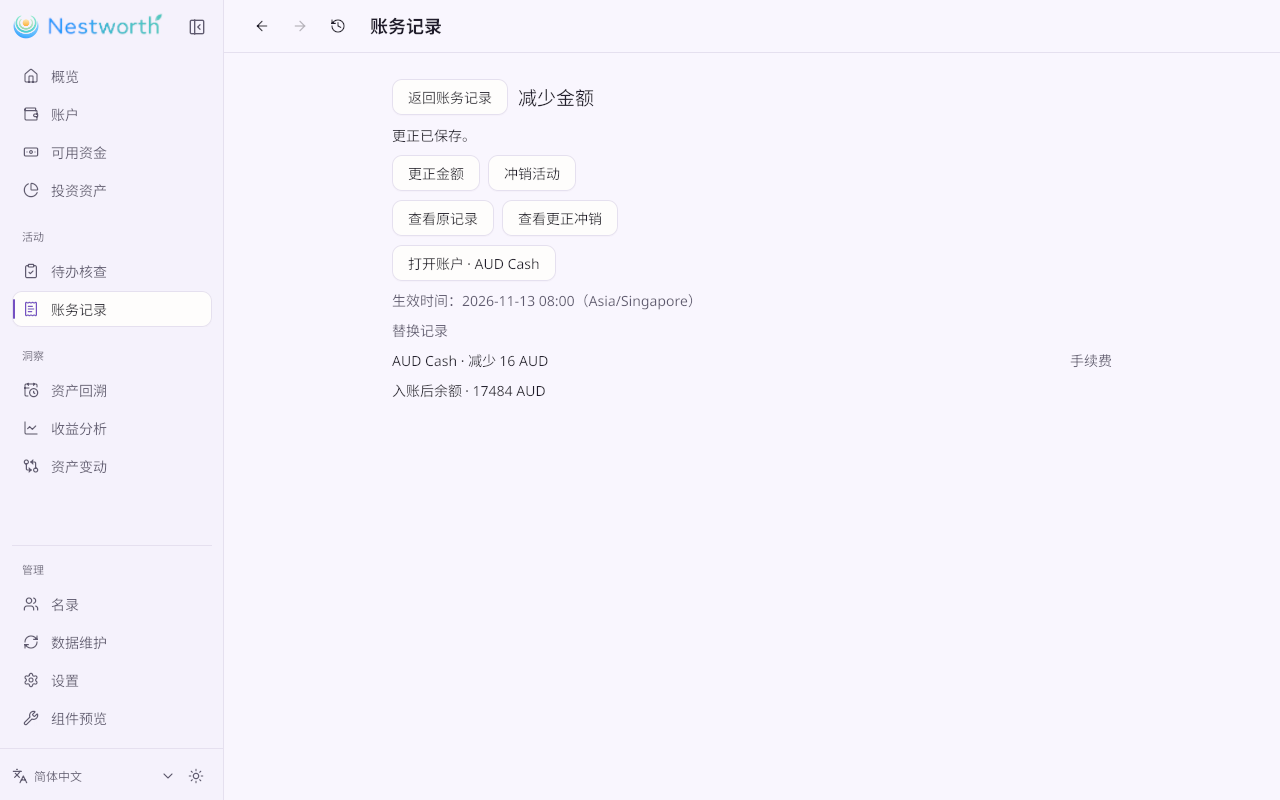 Nestworth
概览
账户
可用资金
投资资产
活动
待办核查
账务记录
洞察
资产回溯
收益分析
资产变动
管理
名录
数据维护
设置
组件预览
简体中文
账务记录
返回账务记录 减少金额
更正已保存。
更正金额 冲销活动
查看原记录 查看更正冲销
打开账户 · AUD Cash
生效时间：2026-11-13 08:00（Asia/Singapore）
替换记录
AUD Cash · 减少 16 AUD 手续费
入账后余额 · 17484 AUD